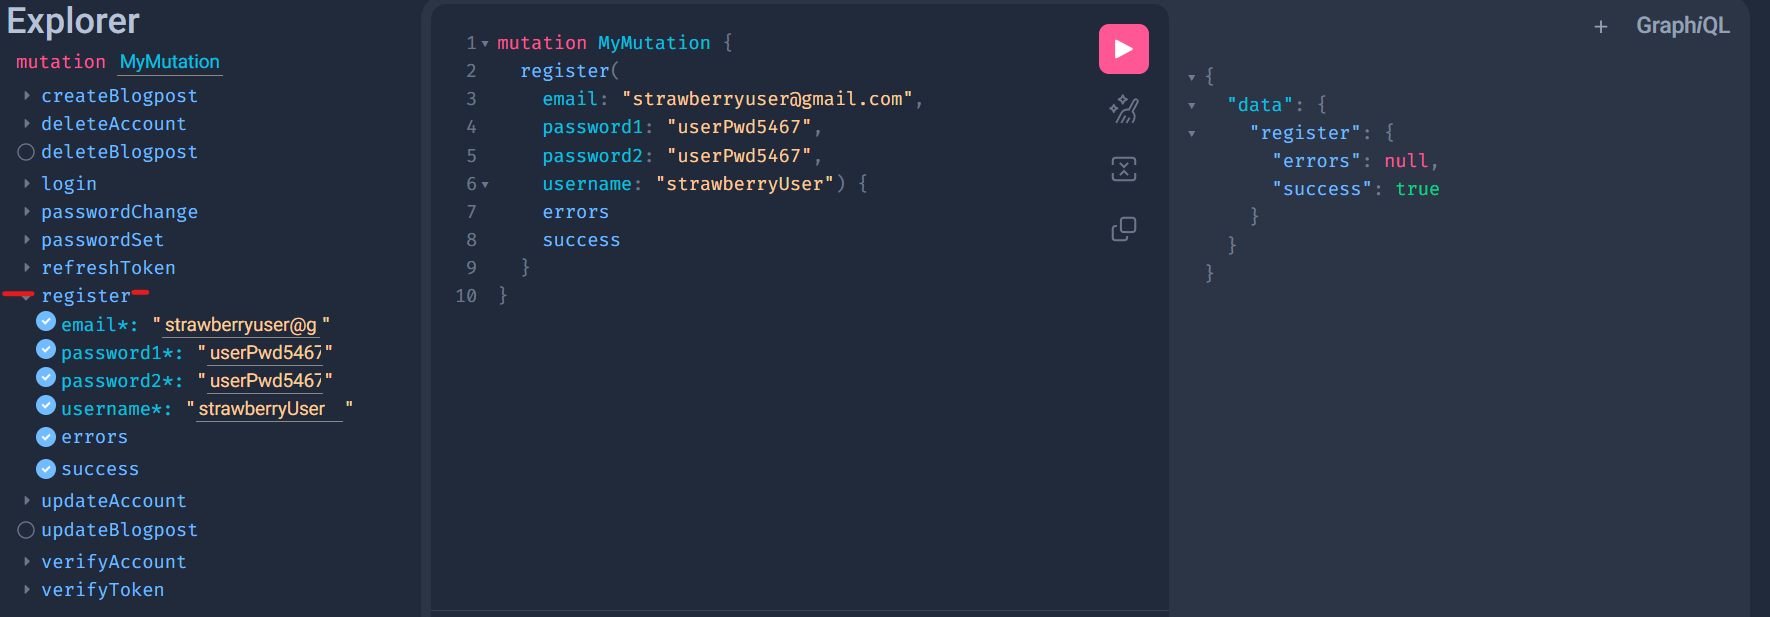 Explorer
mutation MyMutation
createBlogpost
deleteAccount
deleteBlogpost
login
passwordChange
passwordSet
refreshToken
register
email*: "strawberryuser@g"
password1*: "userPwd5467"
password2*: "userPwd5467"
username*: "strawberryUser"
errors
success
updateAccount
updateBlogpost
verifyAccount
verifyToken
1 mutation MyMutation {
2 register(
3 email: "strawberryuser@gmail.com",
4 password1: "userPwd5467",
5 password2: "userPwd5467",
6 username: "strawberryUser") {
7 errors
8 success
9 }
10 }
+ GraphiQL
{
"data": {
"register": {
"errors": null,
"success": true
}
}
}